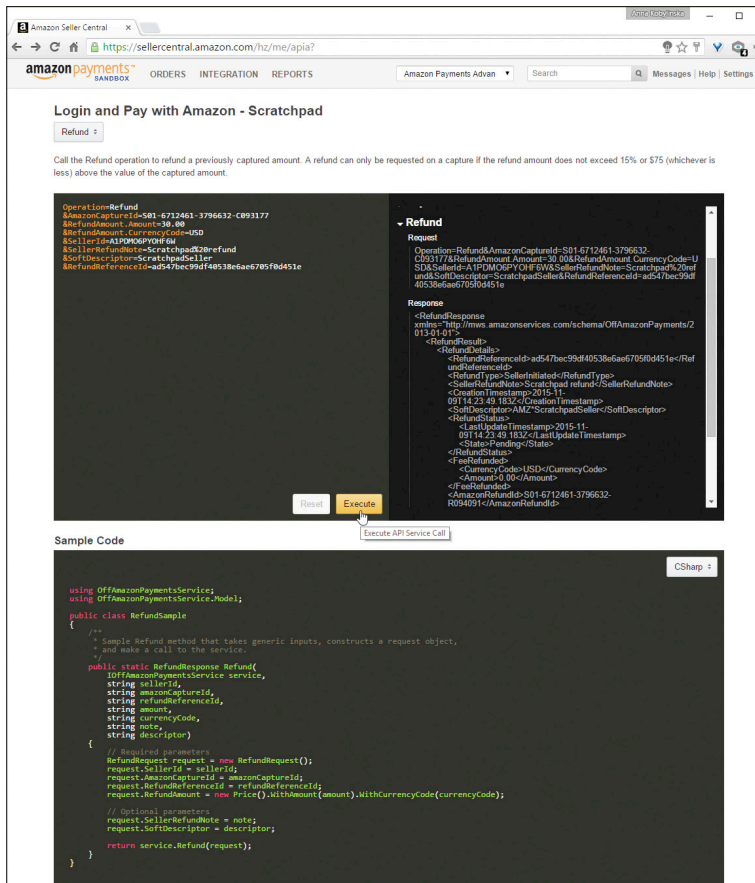 Anna Kobylinska
Amazon Seller Central
https://sellercentral.amazon.com/hz/me/apia?
4
amazon payments™
SANDBOX
ORDERS INTEGRATION REPORTS
Amazon Payments Advan
Search
Messages | Help | Settings
Login and Pay with Amazon - Scratchpad
Refund
Call the Refund operation to refund a previously captured amount. A refund can only be requested on a capture if the refund amount does not exceed 15% or $75 (whichever is
less) above the value of the captured amount.
Operation=Refund
&AmazonCaptureId=S01-6712461-3796632-C093177
&RefundAmount.Amount=30.00
&RefundAmount.CurrencyCode=USD
&SellerId=A1PDMO6PYOHF6W
&SellerRefundNote=Scratchpad%20refund
&SoftDescriptor=ScratchpadSeller
&RefundReferenceId=ad547bec99df40538e6ae6705f0d451e
Reset
Execute
Execute API Service Call
Refund
Request
Operation=Refund&AmazonCaptureId=S01-6712461-3796632-
C093177&RefundAmount.Amount=30.00&RefundAmount.CurrencyCode=U
SD&SellerId=A1PDMO6PYOHF6W&SellerRefundNote=Scratchpad%20ref
und&SoftDescriptor=ScratchpadSeller&RefundReferenceId=ad547bec99df
40538e6ae6705f0d451e
Response
<RefundResponse
xmlns="http://mws.amazonservices.com/schema/OffAmazonPayments/2
013-01-01">
<RefundResult>
<RefundDetails>
<RefundReferenceId>ad547bec99df40538e6ae6705f0d451e</Ref
undReferenceId>
<RefundType>SellerInitiated</RefundType>
<SellerRefundNote>Scratchpad refund</SellerRefundNote>
<CreationTimestamp>2015-11-
09T14:23:49.183Z</CreationTimestamp>
<SoftDescriptor>AMZ*ScratchpadSeller</SoftDescriptor>
<RefundStatus>
<LastUpdateTimestamp>2015-11-
09T14:23:49.183Z</LastUpdateTimestamp>
<State>Pending</State>
</RefundStatus>
<FeeRefunded>
<CurrencyCode>USD</CurrencyCode>
<Amount>0.00</Amount>
</FeeRefunded>
<AmazonRefundId>S01-6712461-3796632-
R094091</AmazonRefundId>
Sample Code
CSharp
using OffAmazonPaymentsService;
using OffAmazonPaymentsService.Model;
public class RefundSample
{
/**
* Sample Refund method that takes generic inputs, constructs a request object,
* and make a call to the service.
*/
public static RefundResponse Refund(
IOffAmazonPaymentsService service,
string sellerId,
string amazonCaptureId,
string refundReferenceId,
string amount,
string currencyCode,
string note,
string descriptor)
{
// Required parameters
RefundRequest request = new RefundRequest();
request.SellerId = sellerId;
request.AmazonCaptureId = amazonCaptureId;
request.RefundReferenceId = refundReferenceId;
request.RefundAmount = new Price().WithAmount(amount).WithCurrencyCode(currencyCode);
// Optional parameters
request.SellerRefundNote = note;
request.SoftDescriptor = descriptor;
return service.Refund(request);
}
}